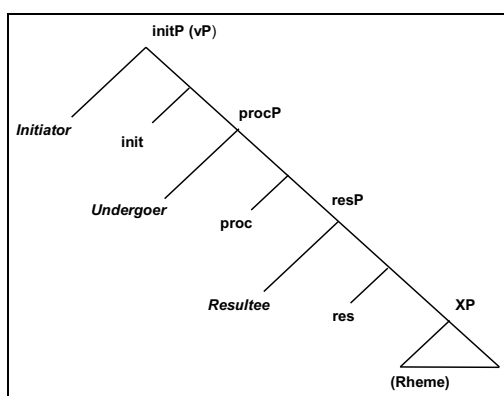 initP (vP)
Initiator
init
procP
Undergoer
proc
resP
Resultee
res
XP
(Rheme)